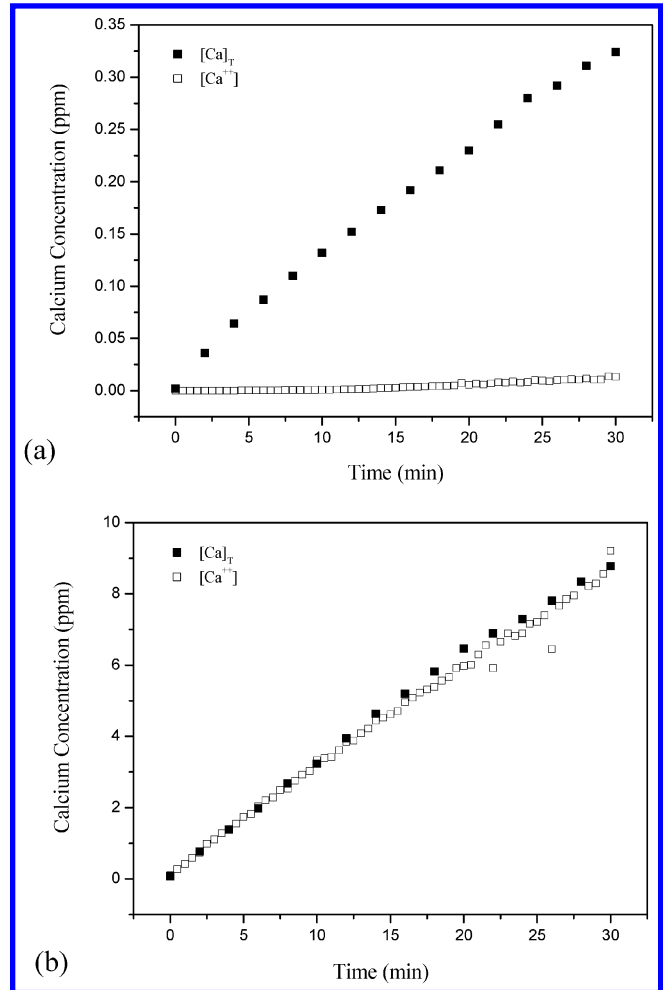 0.35
0.30
0.25
0.20
0.15
0.10
0.05
0.00
Calcium Concentration (ppm)
[Ca]T
[Ca++]
0 5 10 15 20 25 30
Time (min)
(a)
10
8
6
4
2
0
Calcium Concentration (ppm)
[Ca]T
[Ca++]
0 5 10 15 20 25 30
Time (min)
(b)